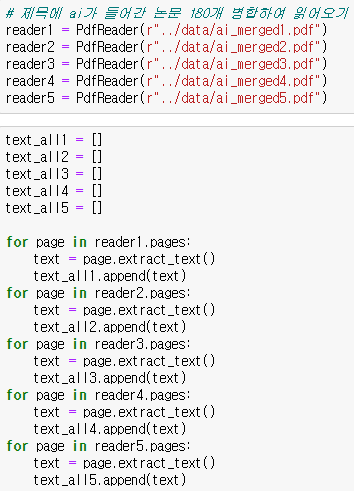 # 제목에 ai가 들어간 논문 180개 병합하여 읽어오기
reader1 = PdfReader(r"../data/ai_merged1.pdf")
reader2 = PdfReader(r"../data/ai_merged2.pdf")
reader3 = PdfReader(r"../data/ai_merged3.pdf")
reader4 = PdfReader(r"../data/ai_merged4.pdf")
reader5 = PdfReader(r"../data/ai_merged5.pdf")
text_all1 = []
text_all2 = []
text_all3 = []
text_all4 = []
text_all5 = []
for page in reader1.pages:
    text = page.extract_text()
    text_all1.append(text)
for page in reader2.pages:
    text = page.extract_text()
    text_all2.append(text)
for page in reader3.pages:
    text = page.extract_text()
    text_all3.append(text)
for page in reader4.pages:
    text = page.extract_text()
    text_all4.append(text)
for page in reader5.pages:
    text = page.extract_text()
    text_all5.append(text)